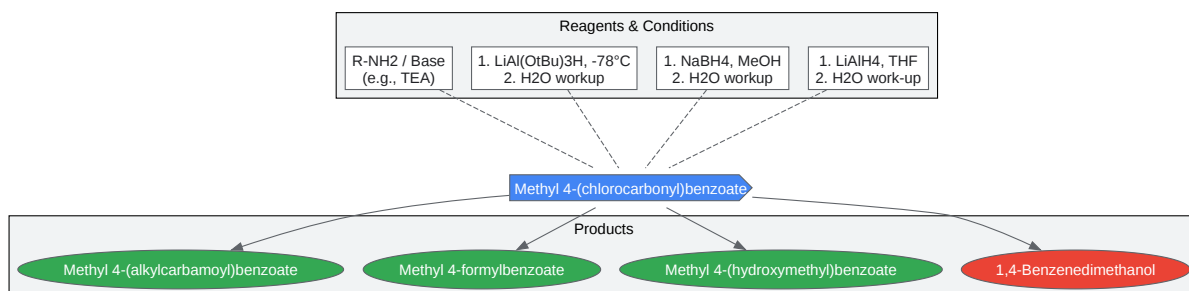 Reagents & Conditions
R-NH2 / Base
(e.g., TEA)
1. LiAl(OtBu)3H, -78°C
2. H2O workup
1. NaBH4, MeOH
2. H2O workup
1. LiAlH4, THF
2. H2O work-up
Methyl 4-(chlorocarbonyl)benzoate
Products
Methyl 4-(alkylcarbamoyl)benzoate
Methyl 4-formylbenzoate
Methyl 4-(hydroxymethyl)benzoate
1,4-Benzenedimethanol